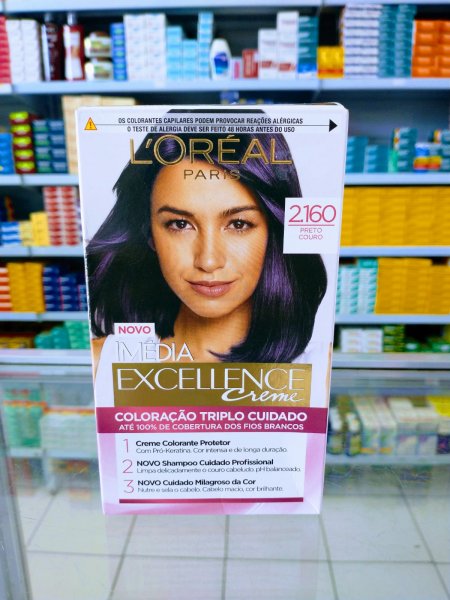 OS COLORANTES CAPILARES PODEM PROVOCAR REAÇÕES ALÉRGICAS
O TESTE DE ALERGIA DEVE SER FEITO 48 HORAS ANTES DO USO
L'ORÉAL
PARIS
2.160
PRETO
COURO
NOVO
IMÉDIA
EXCELLENCE
Creme
COLORAÇÃO TRIPLO CUIDADO
ATÉ 100% DE COBERTURA DOS FIOS BRANCOS
1 Creme Colorante Protetor
Com Pró-Keratina. Cor intensa e de longa duração.
2 NOVO Shampoo Cuidado Profissional
Limpa delicadamente o couro cabeludo. pH balanceado.
3 NOVO Cuidado Milagroso da Cor
Nutre e sela o cabelo. Cabelo macio, cor brilhante.